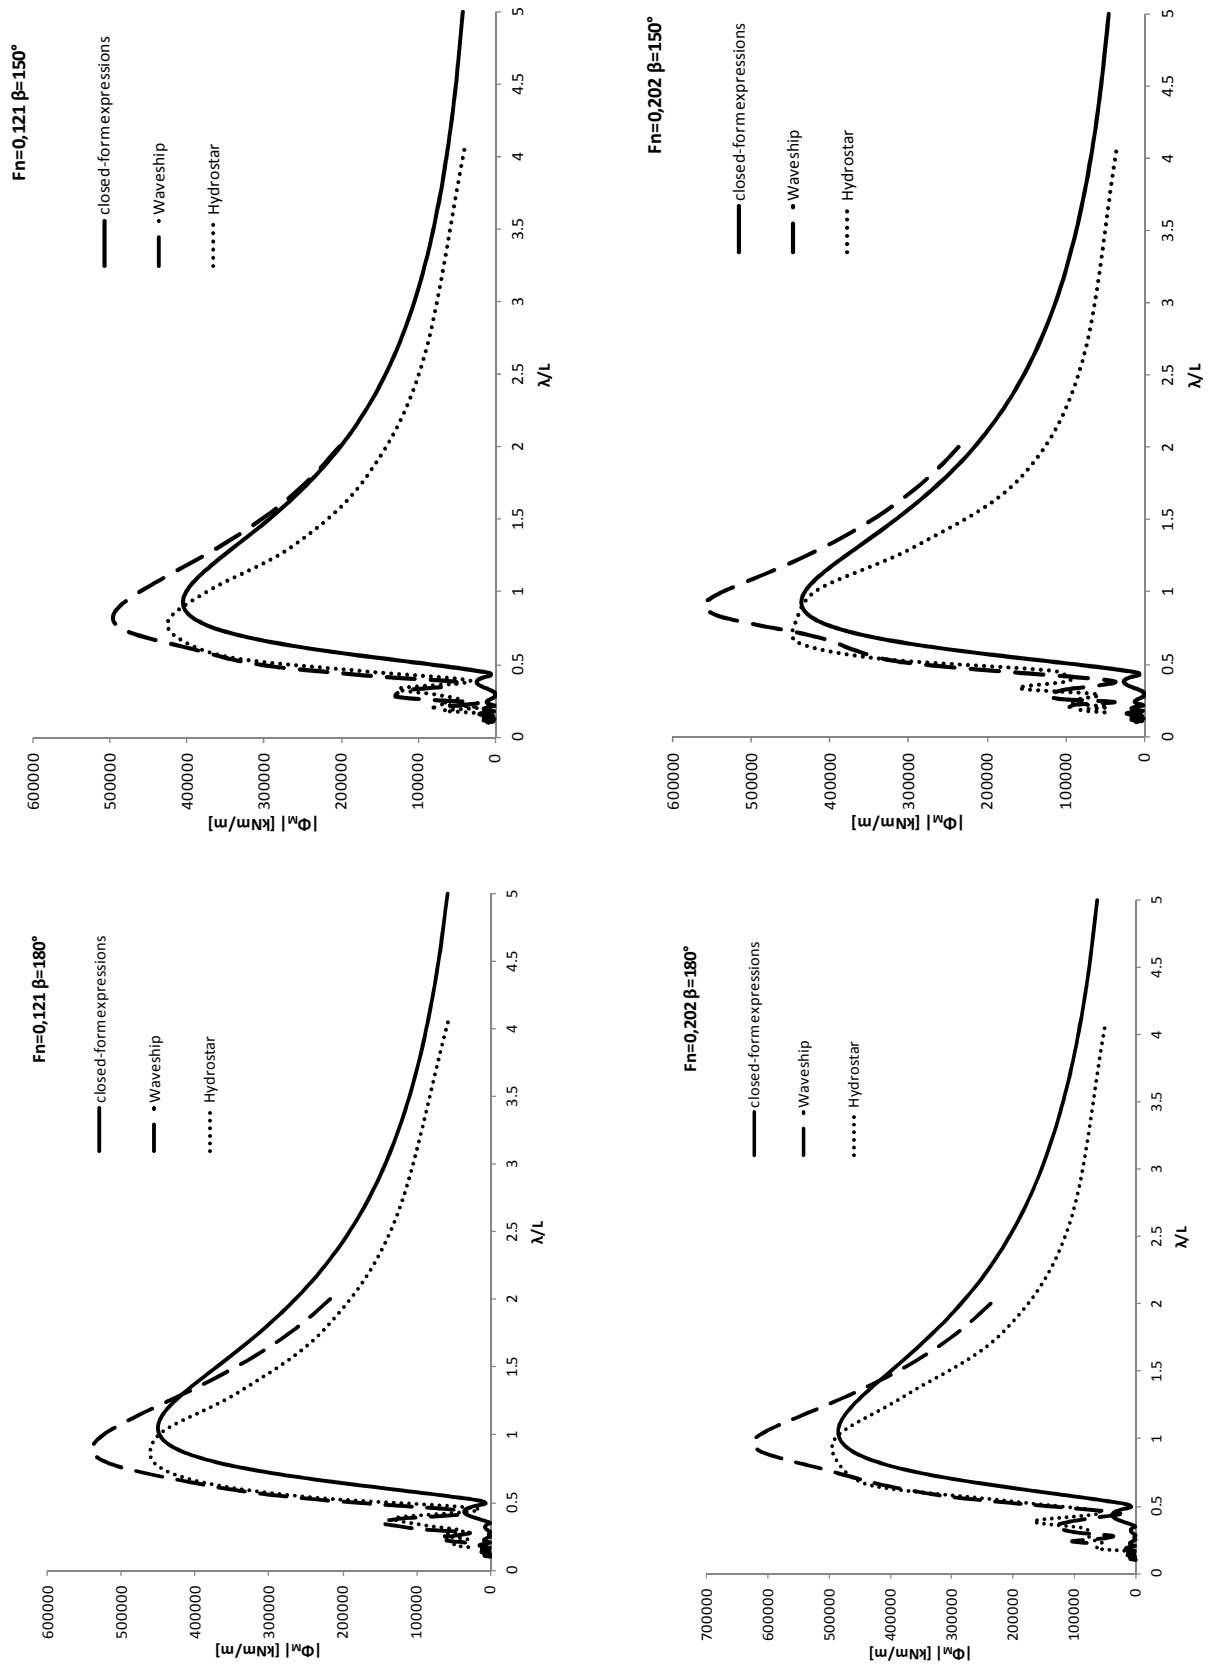 Fn=0,121 β=180°
closed-form expressions
Waveship
Hydrostar
|ΦM| [kNm/m]
600000
500000
400000
300000
200000
100000
0
0 0.5 1 1.5 2 2.5 3 3.5 4 4.5 5
λ/L
Fn=0,121 β=150°
closed-form expressions
Waveship
Hydrostar
|ΦM| [kNm/m]
600000
500000
400000
300000
200000
100000
0
0 0.5 1 1.5 2 2.5 3 3.5 4 4.5 5
λ/L
Fn=0,202 β=180°
closed-form expressions
Waveship
Hydrostar
|ΦM| [kNm/m]
700000
600000
500000
400000
300000
200000
100000
0
0 0.5 1 1.5 2 2.5 3 3.5 4 4.5 5
λ/L
Fn=0,202 β=150°
closed-form expressions
Waveship
Hydrostar
|ΦM| [kNm/m]
600000
500000
400000
300000
200000
100000
0
0 0.5 1 1.5 2 2.5 3 3.5 4 4.5 5
λ/L